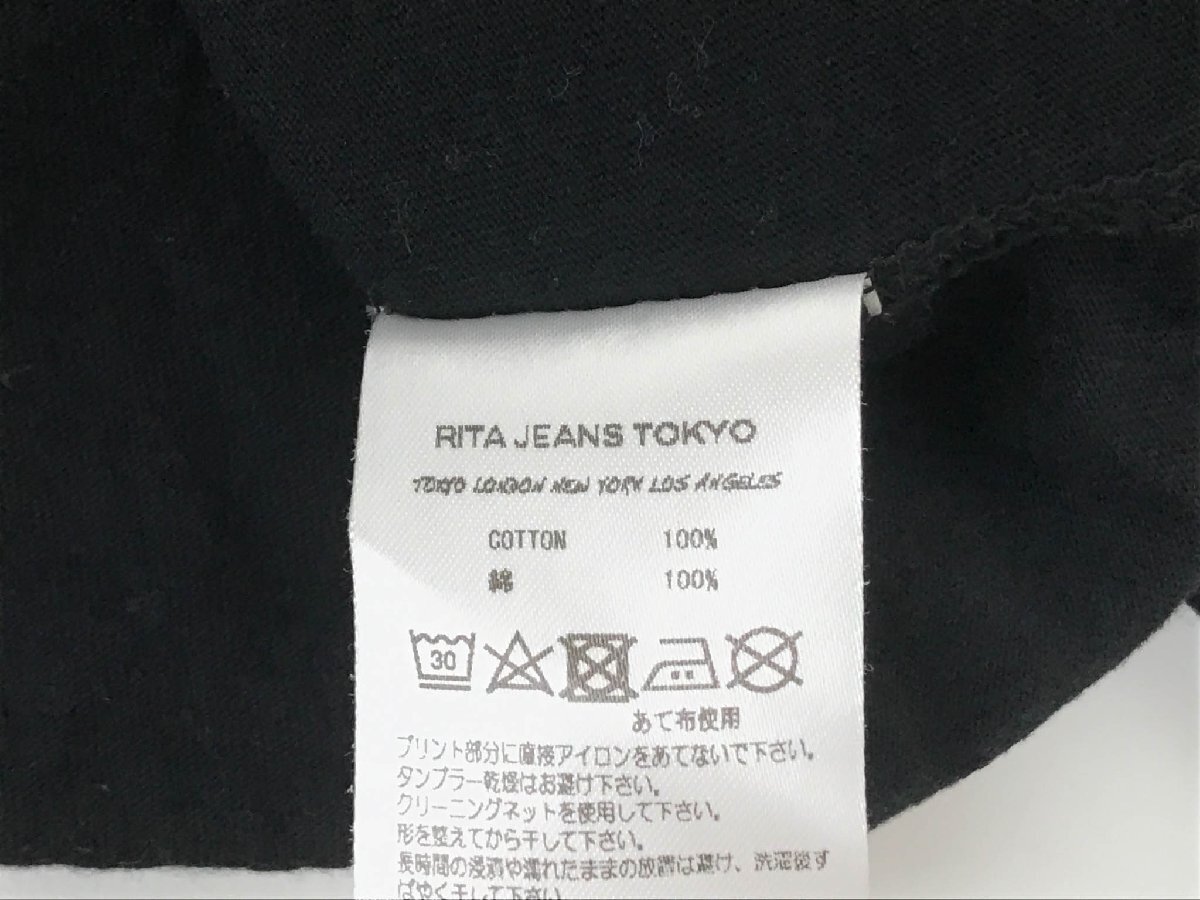 RITA JEANS TOKYO
TOKYO LONDON NEW YORK LOS ANGELES
COTTON 100%
綿 100%
30
あて布使用
プリント部分に直接アイロンをあてないで下さい。
タンブラー乾燥はお避け下さい。
クリーニングネットを使用して下さい。
形を整えてから干して下さい。
長時間の浸漬や濡れたままの放置は避け、洗濯後す
ばやく干して下さい。